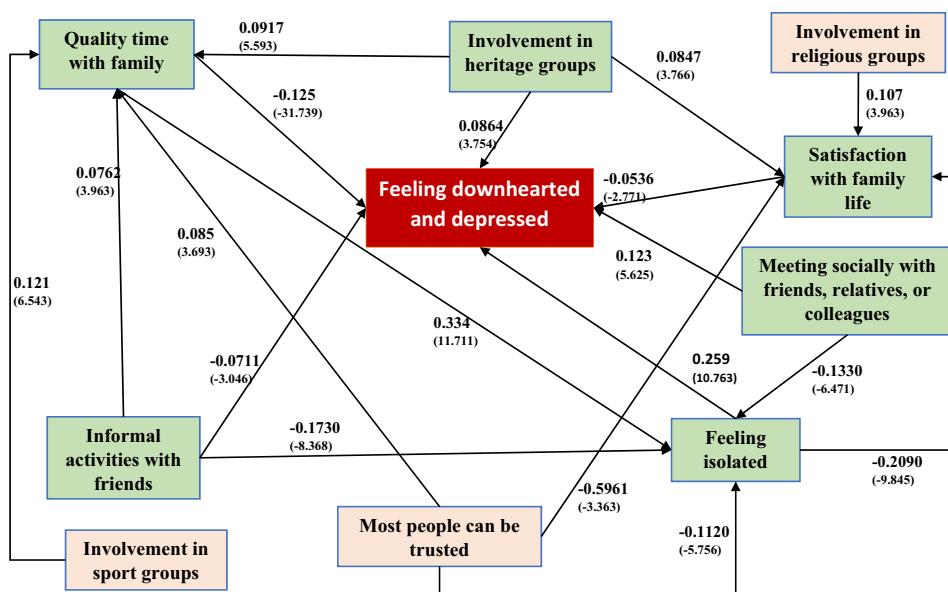 Quality time
with family
0.0917
(5.593)
Involvement in
heritage groups
0.0847
(3.766)
Involvement in
religious groups
-0.125
(-31.739)
0.107
(3.963)
0.0864
(3.754)
Satisfaction
with family
life
0.0762
(3.963)
Feeling downhearted
and depressed
-0.0536
(-2.771)
0.085
(3.693)
0.123
(5.625)
Meeting socially with
friends, relatives, or
colleagues
0.121
(6.543)
0.334
(11.711)
-0.0711
(-3.046)
0.259
(10.763)
-0.1330
(-6.471)
Informal
activities with
friends
-0.1730
(-8.368)
Feeling
isolated
-0.2090
(-9.845)
-0.5961
(-3.363)
Most people can be
trusted
-0.1120
(-5.756)
Involvement in
sport groups